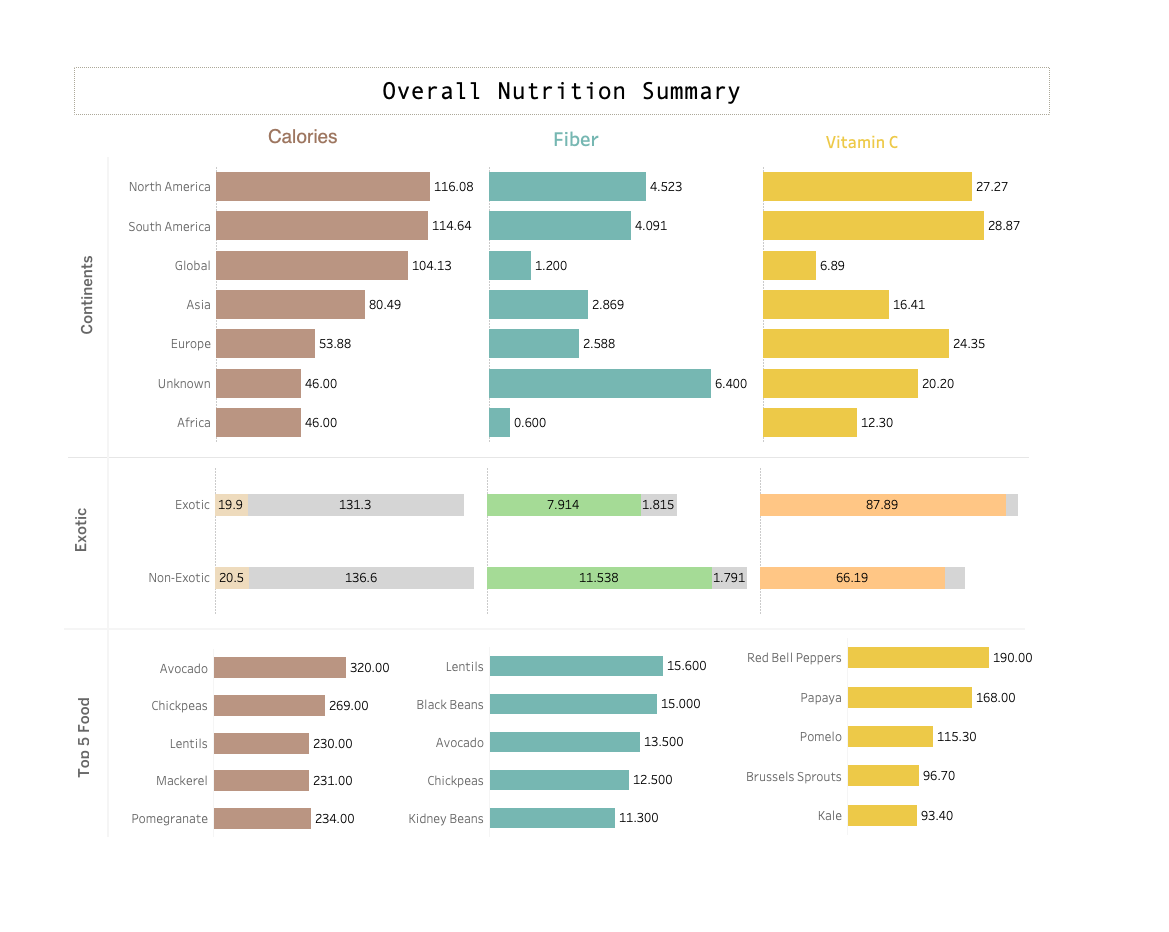 Overall Nutrition Summary
Calories Fiber Vitamin C
Continents
North America 116.08 4.523 27.27
South America 114.64 4.091 28.87
Global 104.13 1.200 6.89
Asia 80.49 2.869 16.41
Europe 53.88 2.588 24.35
Unknown 46.00 6.400 20.20
Africa 46.00 0.600 12.30
Exotic
Exotic 19.9 131.3 7.914 1.815 87.89
Non-Exotic 20.5 136.6 11.538 1.791 66.19
Top 5 Food
Avocado 320.00 Lentils 15.600 Red Bell Peppers 190.00
Chickpeas 269.00 Black Beans 15.000 Papaya 168.00
Lentils 230.00 Avocado 13.500 Pomelo 115.30
Mackerel 231.00 Chickpeas 12.500 Brussels Sprouts 96.70
Pomegranate 234.00 Kidney Beans 11.300 Kale 93.40